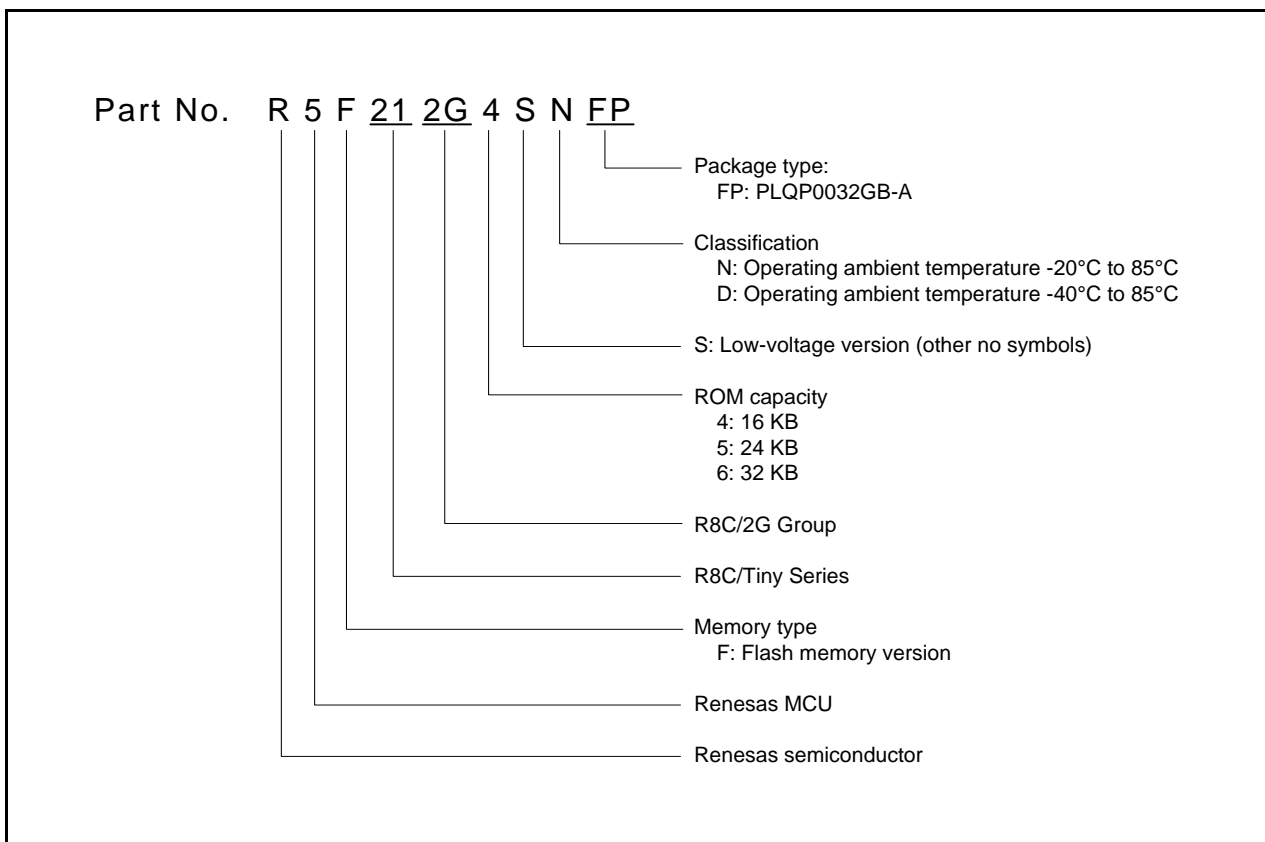 Part No. R 5 F 21 2G 4 S N FP
Package type:
FP: PLQP0032GB-A
Classification
N: Operating ambient temperature -20°C to 85°C
D: Operating ambient temperature -40°C to 85°C
S: Low-voltage version (other no symbols)
ROM capacity
4: 16 KB
5: 24 KB
6: 32 KB
R8C/2G Group
R8C/Tiny Series
Memory type
F: Flash memory version
Renesas MCU
Renesas semiconductor